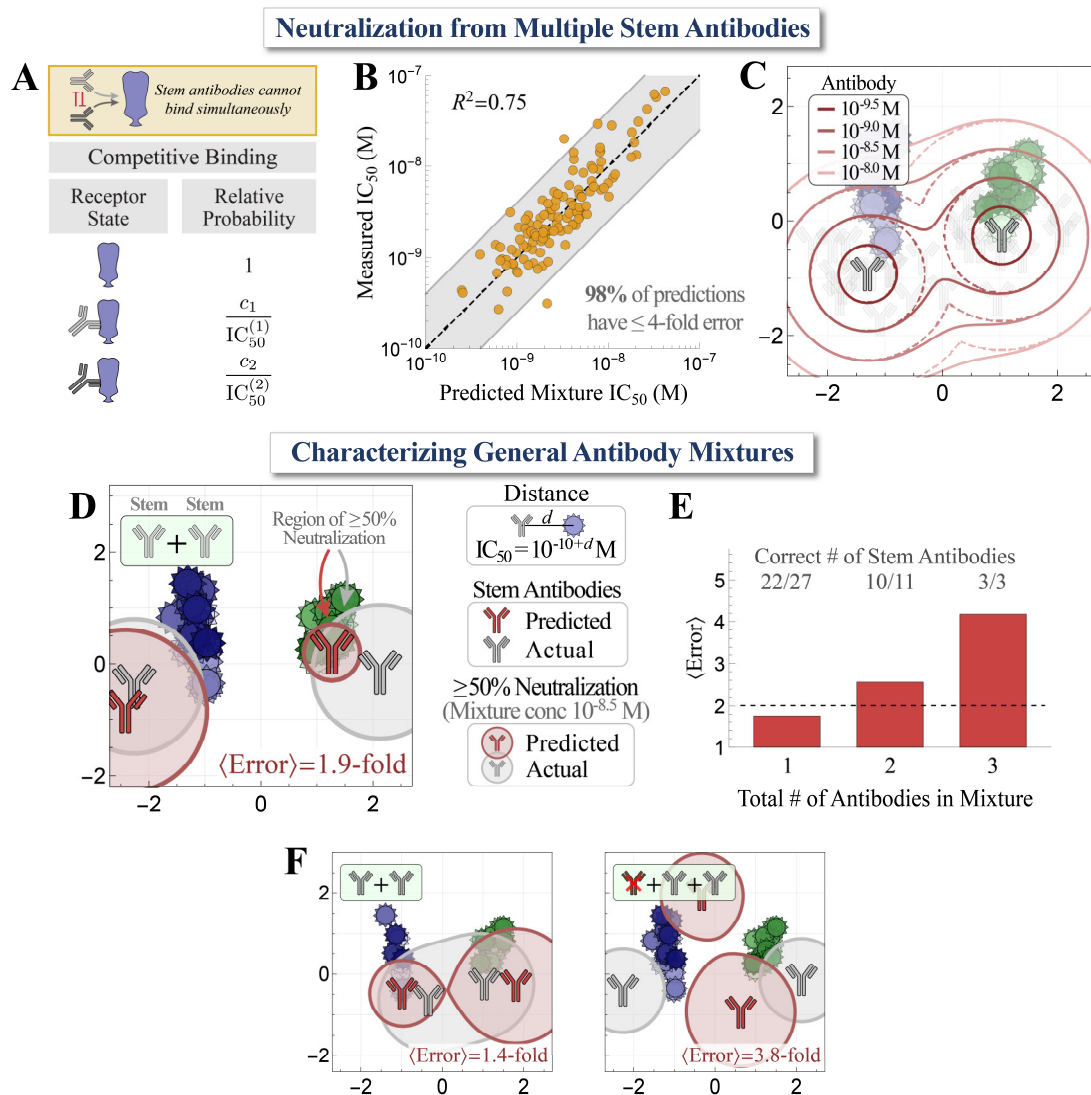 Neutralization from Multiple Stem Antibodies
A
Stem antibodies cannot
bind simultaneously
Competitive Binding
Receptor
State
Relative
Probability
1
c₁
IC₅₀⁽¹⁾
c₂
IC₅₀⁽²⁾
B
R²=0.75
98% of predictions
have ≤ 4-fold error
Measured IC₅₀ (M)
10⁻⁷
10⁻⁸
10⁻⁹
10⁻¹⁰
10⁻¹⁰ 10⁻⁹ 10⁻⁸ 10⁻⁷
Predicted Mixture IC₅₀ (M)
C
Antibody
10⁻⁹·⁵ M
10⁻⁹·⁰ M
10⁻⁸·⁵ M
10⁻⁸·⁰ M
2
0
−2
−2 0 2
Characterizing General Antibody Mixtures
D
Stem Stem
+
Region of ≥50%
Neutralization
⟨Error⟩=1.9-fold
2
0
−2
−2 0 2
Distance
d
IC₅₀=10⁻¹⁰⁺ᵈ M
Stem Antibodies
Predicted
Actual
≥50% Neutralization
(Mixture conc 10⁻⁸·⁵ M)
Predicted
Actual
E
Correct # of Stem Antibodies
22/27 10/11 3/3
⟨Error⟩
5
4
3
2
1
1 2 3
Total # of Antibodies in Mixture
F
+
2
0
−2
⟨Error⟩=1.4-fold
−2 0 2
+ +
2
0
−2
⟨Error⟩=3.8-fold
−2 0 2